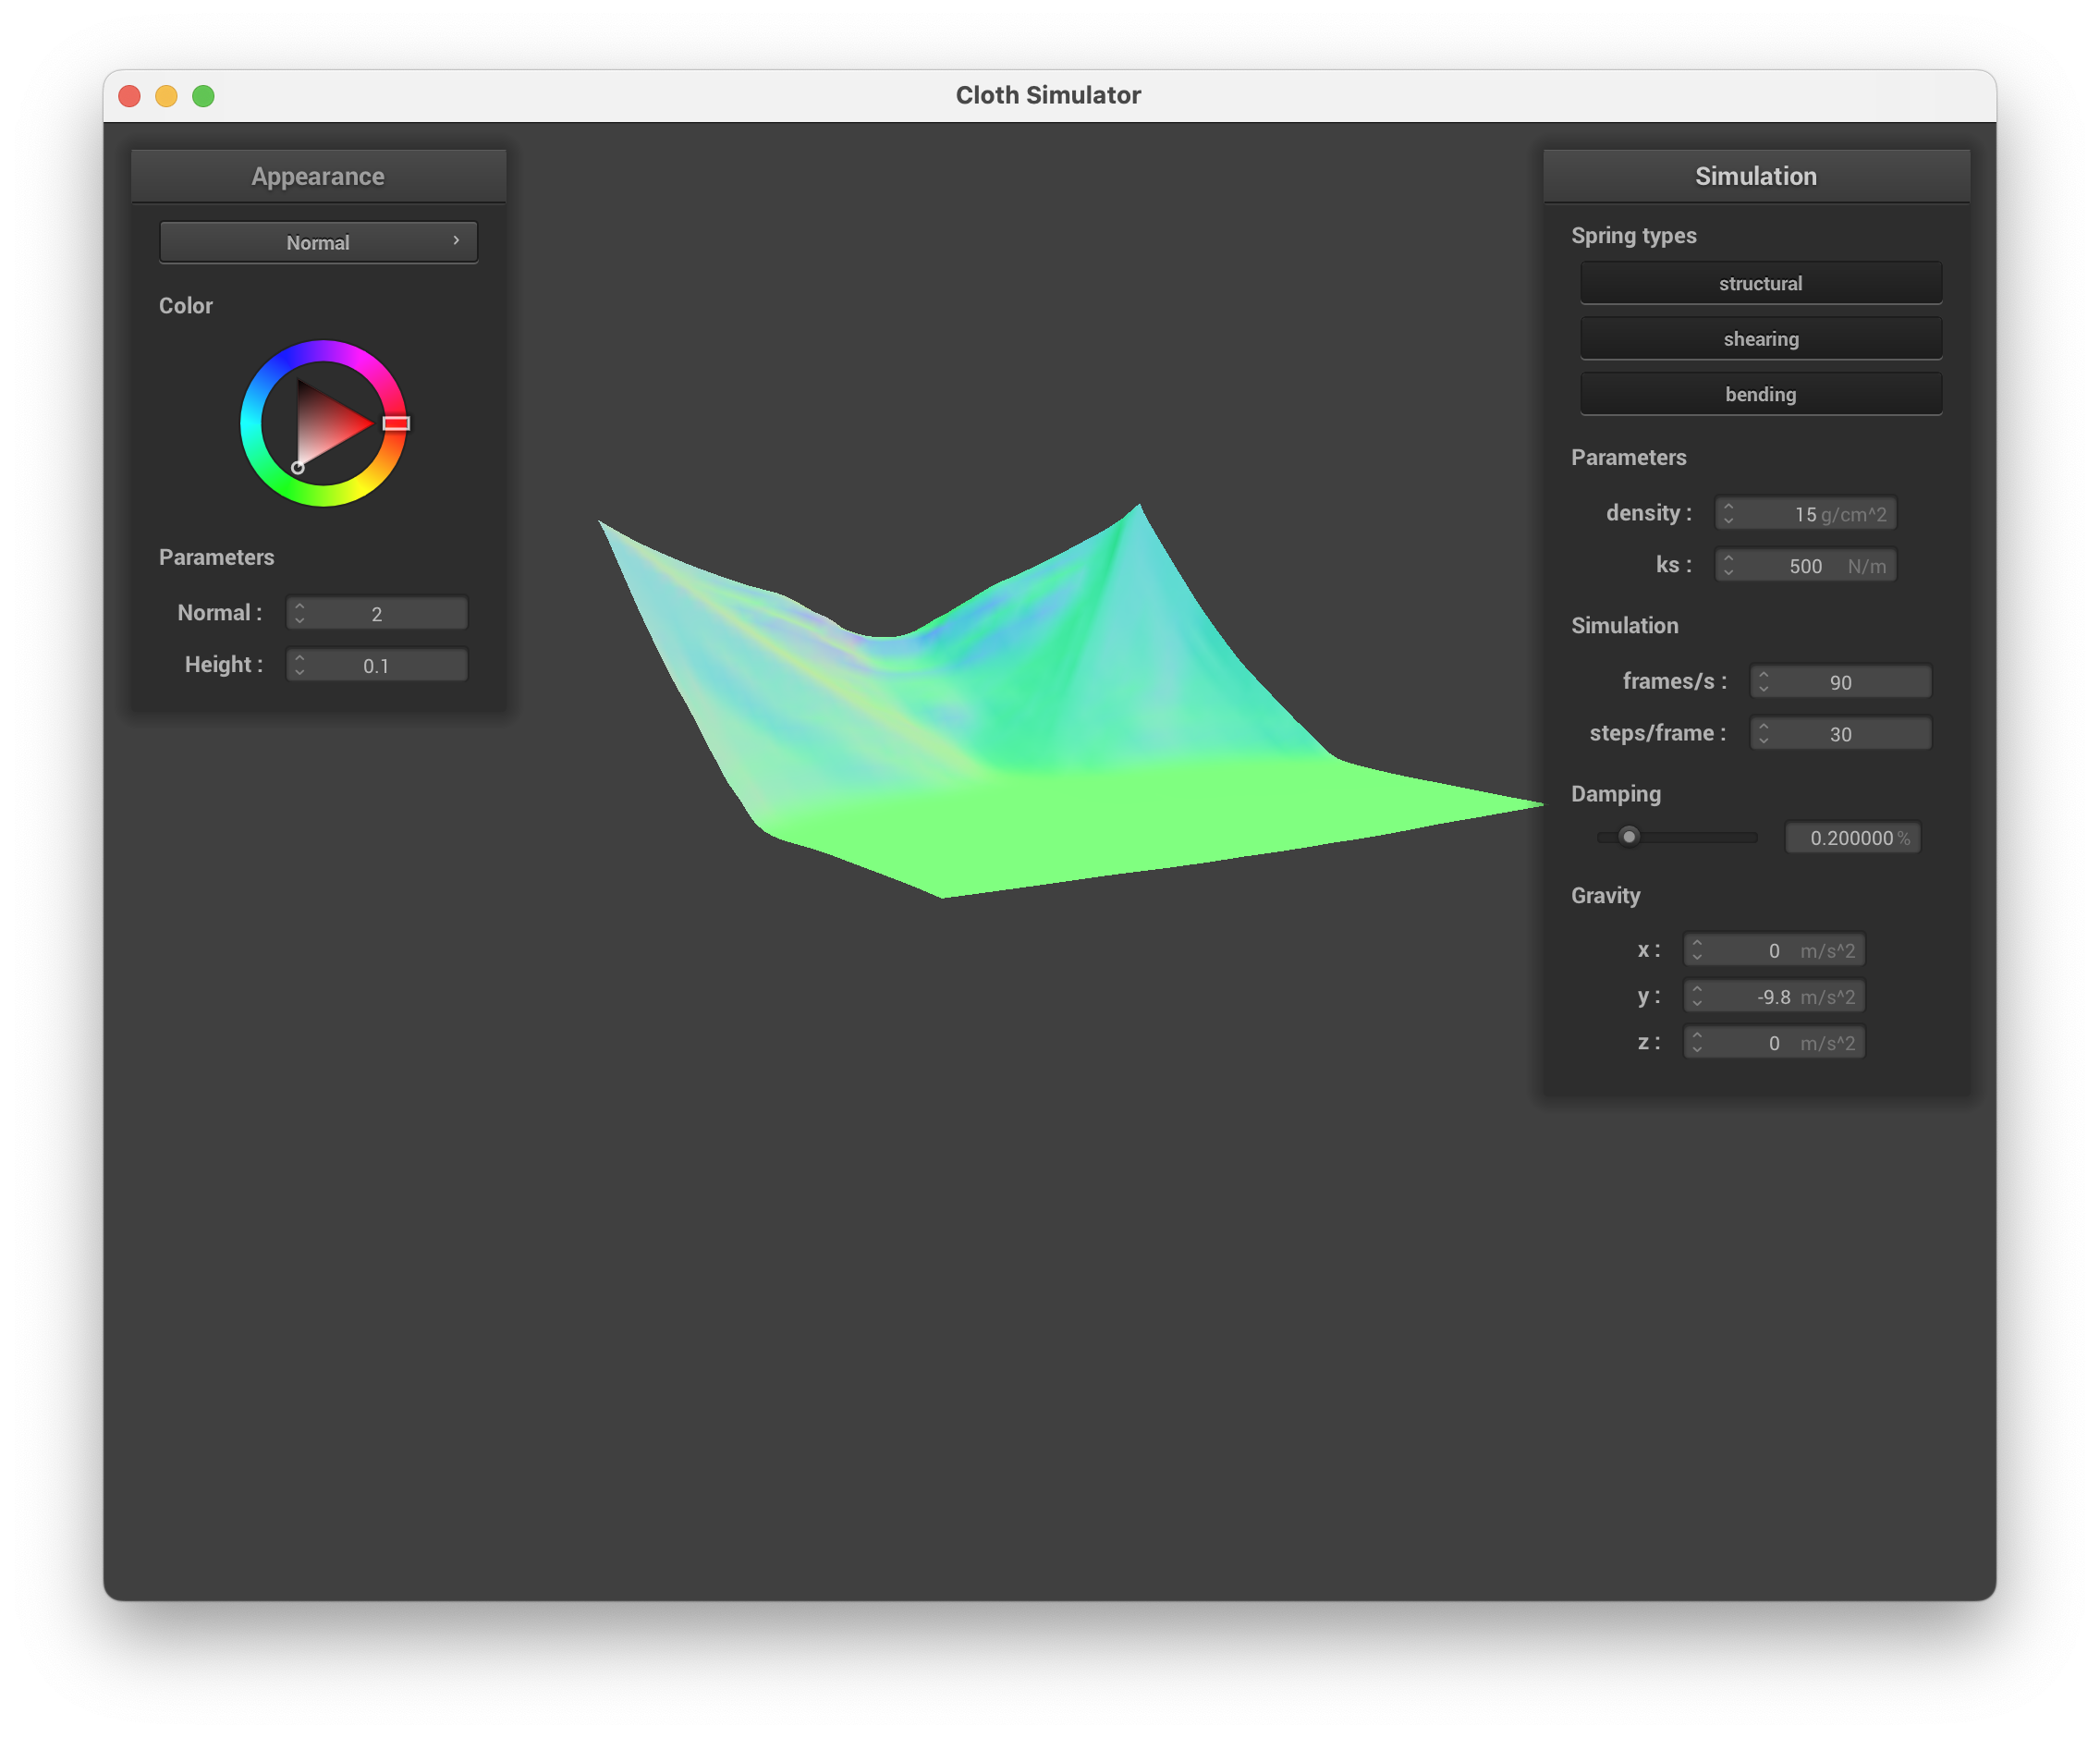 Cloth Simulator
Appearance
Normal
Color
Parameters
Normal : 2
Height : 0.1
Simulation
Spring types
structural
shearing
bending
Parameters
density : 15 g/cm^2
ks : 500 N/m
Simulation
frames/s : 90
steps/frame : 30
Damping
0.200000 %
Gravity
x : 0 m/s^2
y : -9.8 m/s^2
z : 0 m/s^2